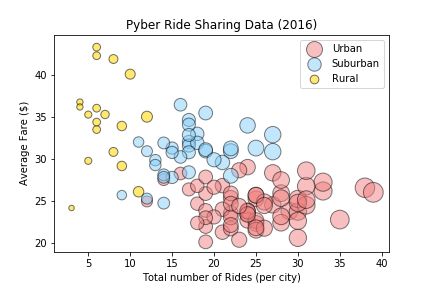 Pyber Ride Sharing Data (2016)
Urban
Suburban
Rural
Average Fare ($)
40
35
30
25
20
5 10 15 20 25 30 35 40
Total number of Rides (per city)